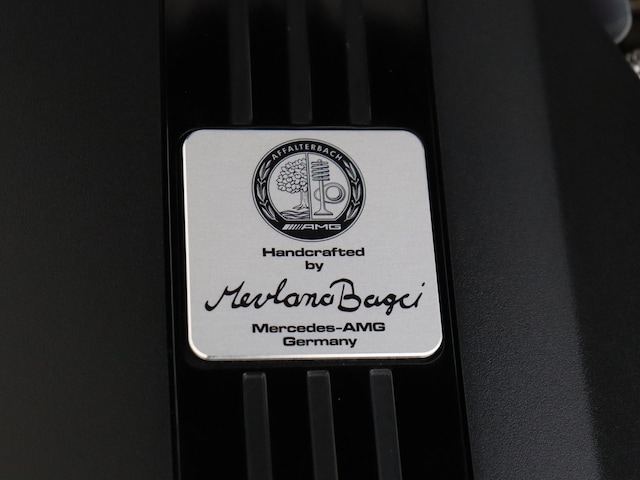 AFFALTERBACH
AMG
Handcrafted
by
Mevlana Bagci
Mercedes-AMG
Germany